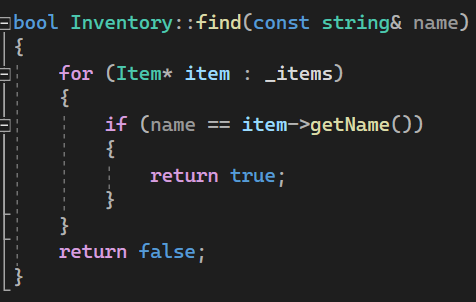 bool Inventory::find(const string& name)
{
    for (Item* item : _items)
    {
        if (name == item->getName())
        {
            return true;
        }
    }
    return false;
}